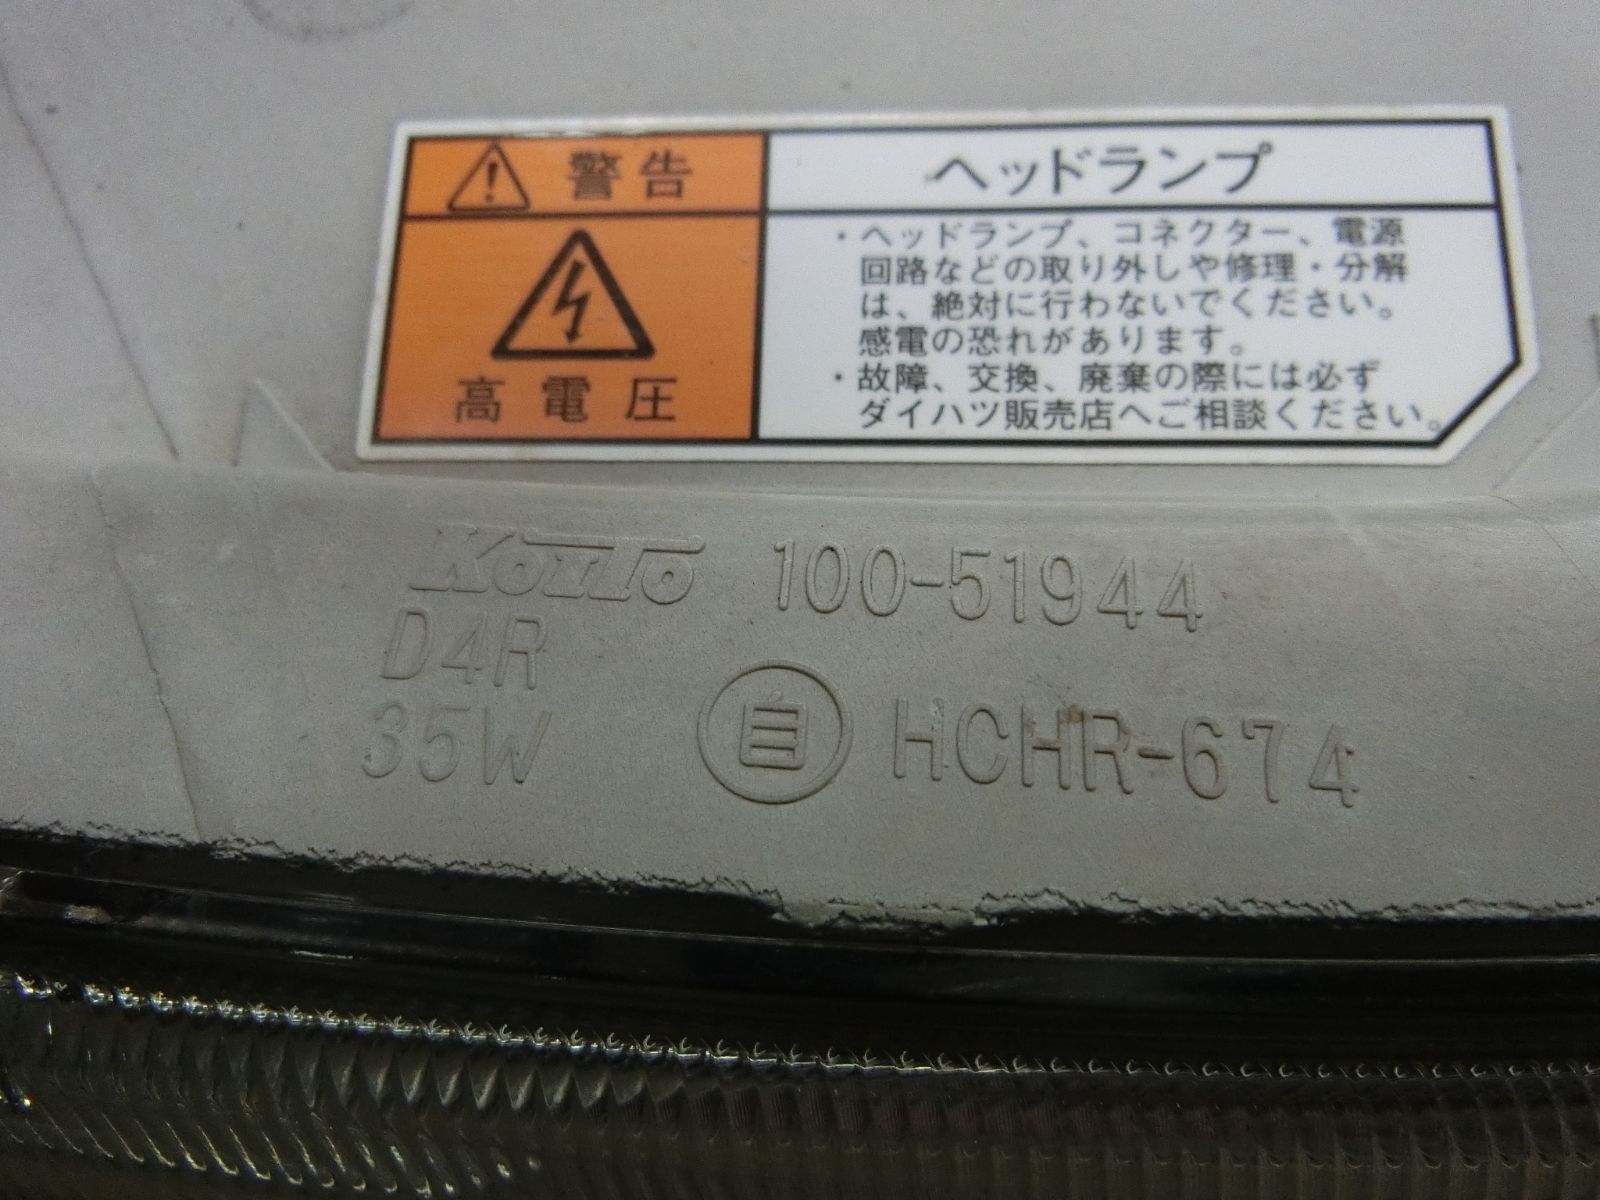 警告
高電圧
ヘッドランプ
・ヘッドランプ、コネクター、電源
回路などの取り外しや修理・分解
は、絶対に行わないでください。
感電の恐れがあります。
・故障、交換、廃棄の際には必ず
ダイハツ販売店へご相談ください。
KOITO 100-51944
D4R
35W 自 HCHR-674